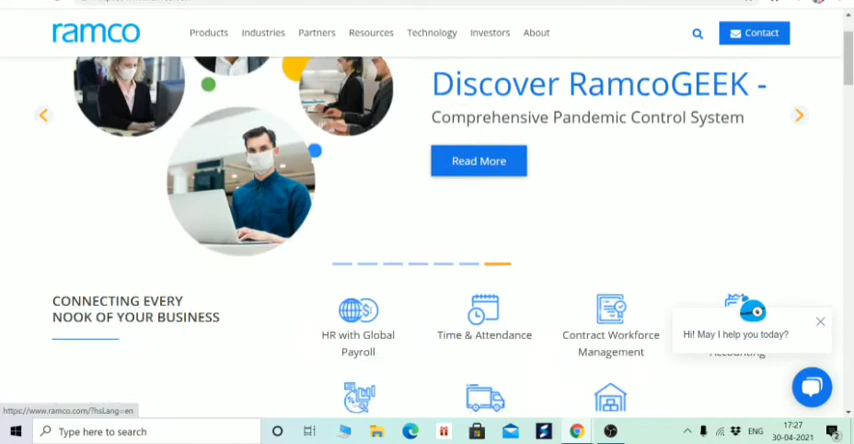 ramco
Products Industries Partners Resources Technology Investors About
Contact
Discover RamcoGEEK -
Comprehensive Pandemic Control System
Read More
CONNECTING EVERY
NOOK OF YOUR BUSINESS
HR with Global
Payroll
Time & Attendance
Contract Workforce
Management
Hi! May I help you today?
https://www.ramco.com/?hsLang=en
Type here to search
ENG
17:27
30-04-2021
2